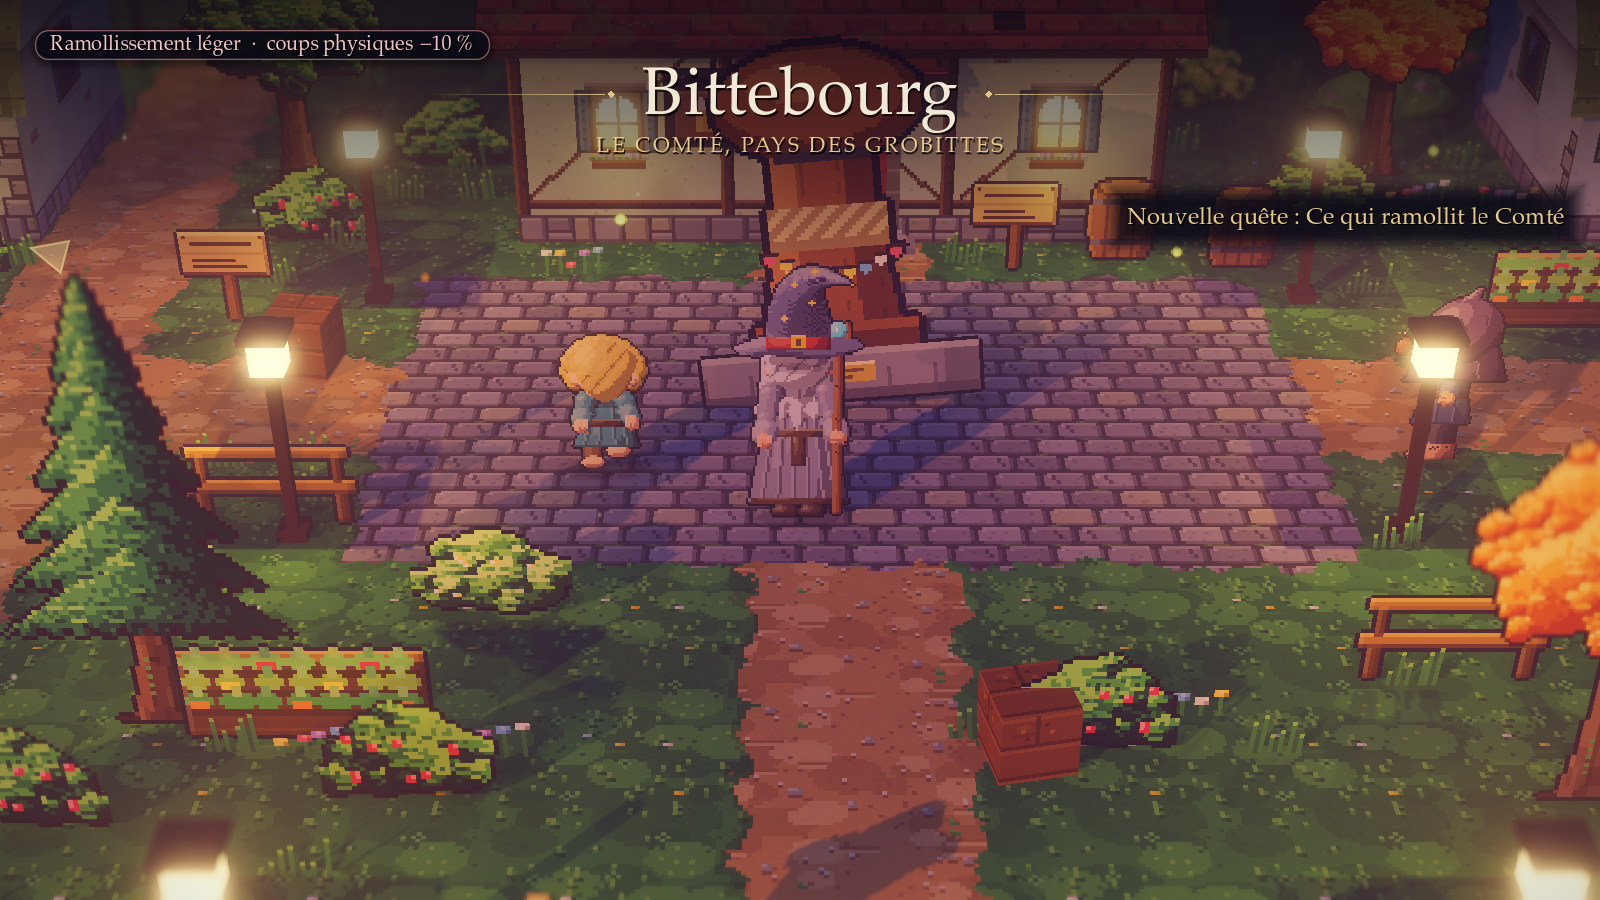 Ramollissement léger · coups physiques −10 %
Bittebourg
LE COMTÉ, PAYS DES GROBITTES
Nouvelle quête : Ce qui ramollit le Comté